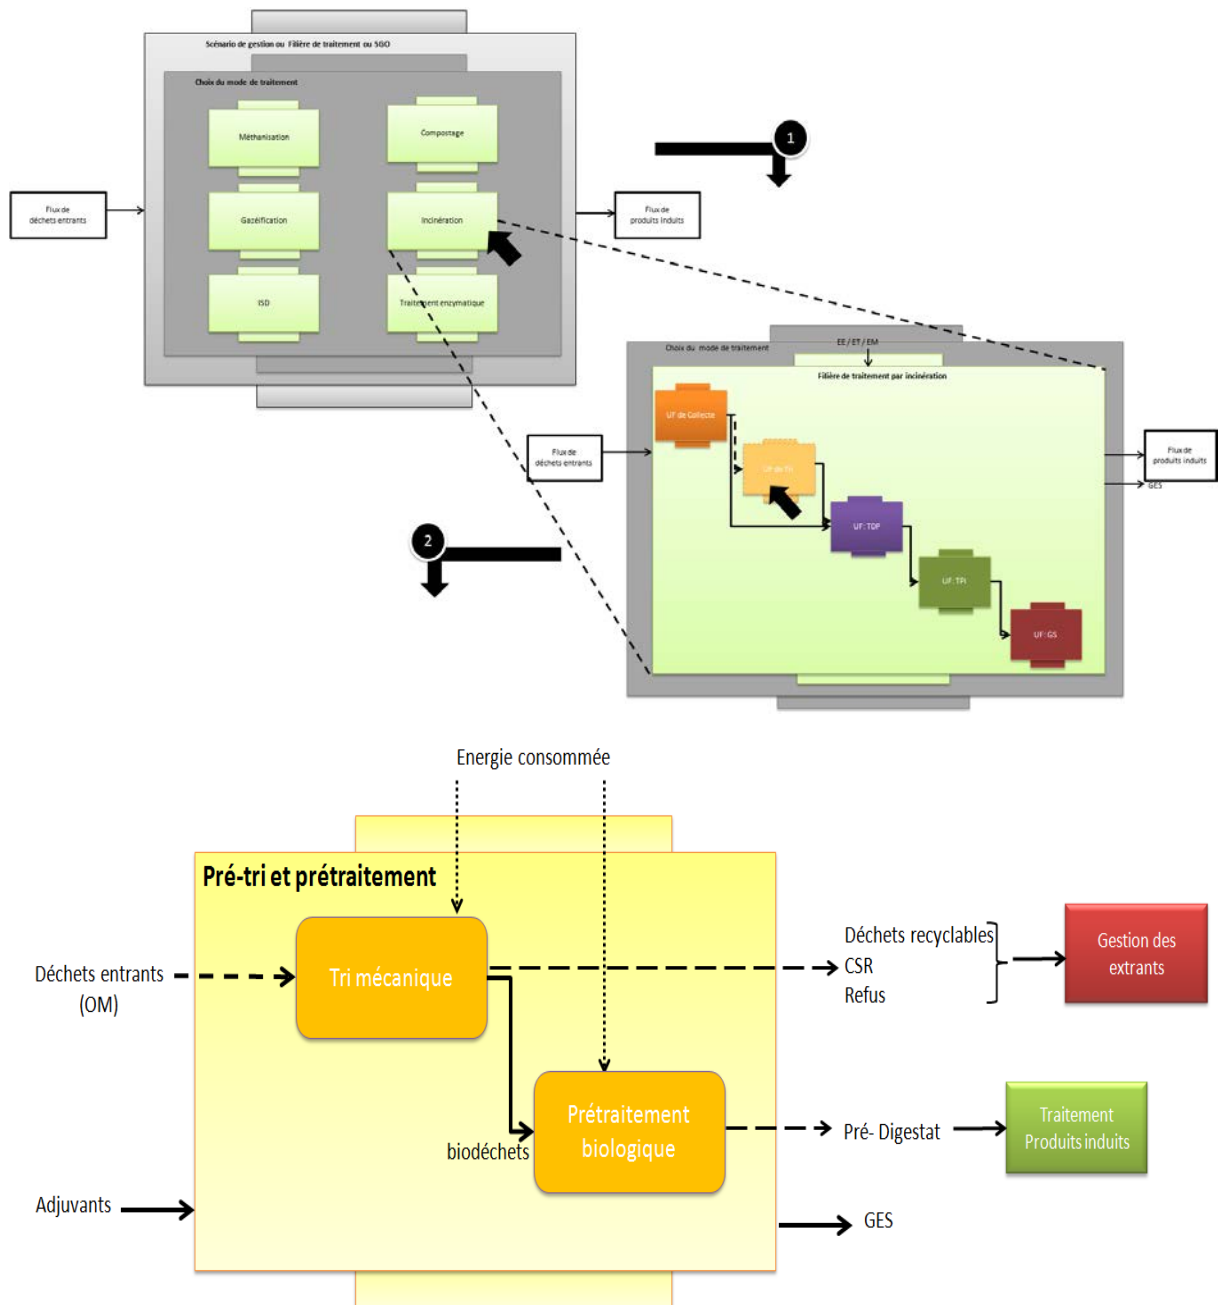 Scénario de gestion ou Filière de traitement ou SGO
Choix du mode de traitement
Méthanisation
Compostage
1
Flux de
déchets entrants
Gazéification
Incinération
Flux de
produits induits
ISD
Traitement enzymatique
Choix du mode de traitement
EE / ET / EM
Filière de traitement par incinération
UF de Collecte
Flux de
déchets entrants
UF de Tri
Flux de
produits induits
GES
UF: TDP
2
UF: TPI
UF: GS
Energie consommée
Pré-tri et prétraitement
Déchets entrants
(OM)
Tri mécanique
Déchets recyclables
CSR
Refus
Gestion des
extrants
biodéchets
Prétraitement
biologique
Pré- Digestat
Traitement
Produits induits
Adjuvants
GES